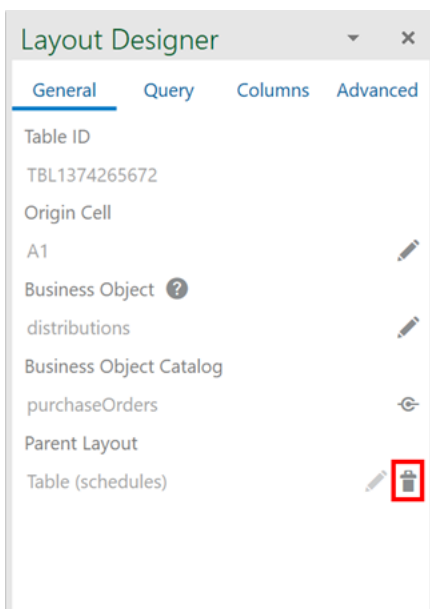 Layout Designer
General Query Columns Advanced
Table ID
TBL1374265672
Origin Cell
A1
Business Object ?
distributions
Business Object Catalog
purchaseOrders
Parent Layout
Table (schedules)